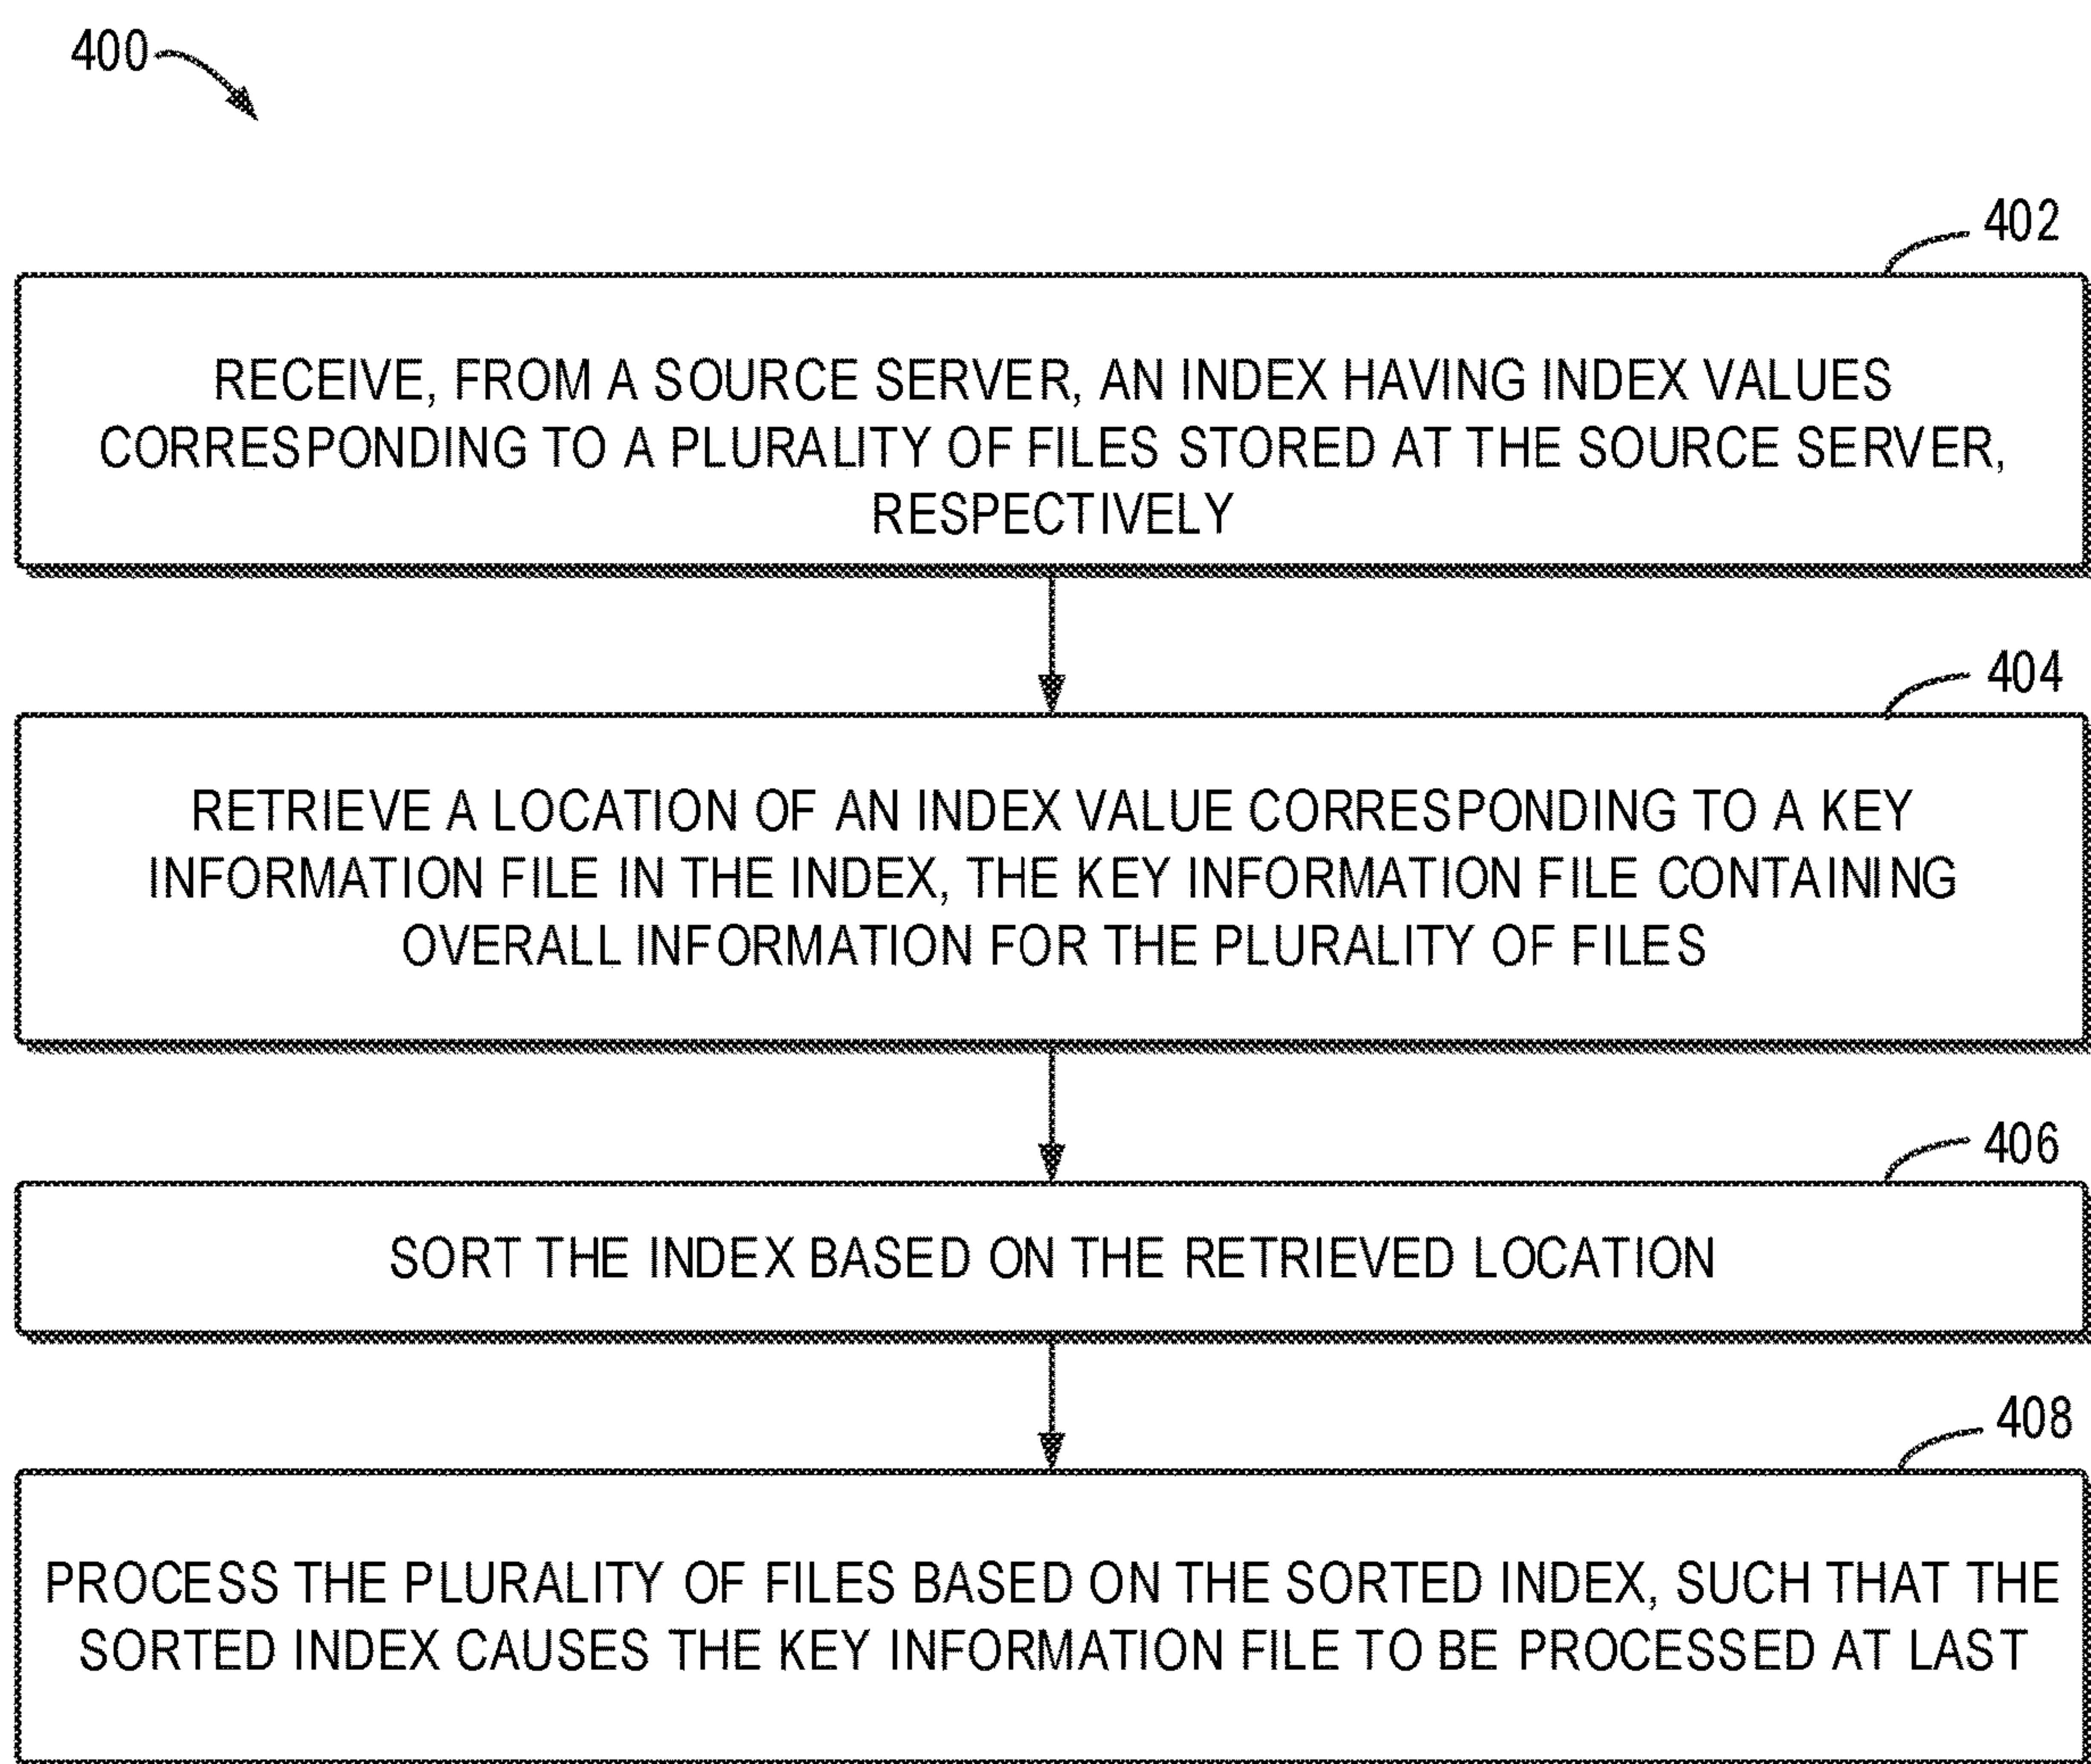 400
402
RECEIVE, FROM A SOURCE SERVER, AN INDEX HAVING INDEX VALUES
CORRESPONDING TO A PLURALITY OF FILES STORED AT THE SOURCE SERVER,
RESPECTIVELY
404
RETRIEVE A LOCATION OF AN INDEX VALUE CORRESPONDING TO A KEY
INFORMATION FILE IN THE INDEX, THE KEY INFORMATION FILE CONTAINING
OVERALL INFORMATION FOR THE PLURALITY OF FILES
406
SORT THE INDEX BASED ON THE RETRIEVED LOCATION
408
PROCESS THE PLURALITY OF FILES BASED ON THE SORTED INDEX, SUCH THAT THE
SORTED INDEX CAUSES THE KEY INFORMATION FILE TO BE PROCESSED AT LAST